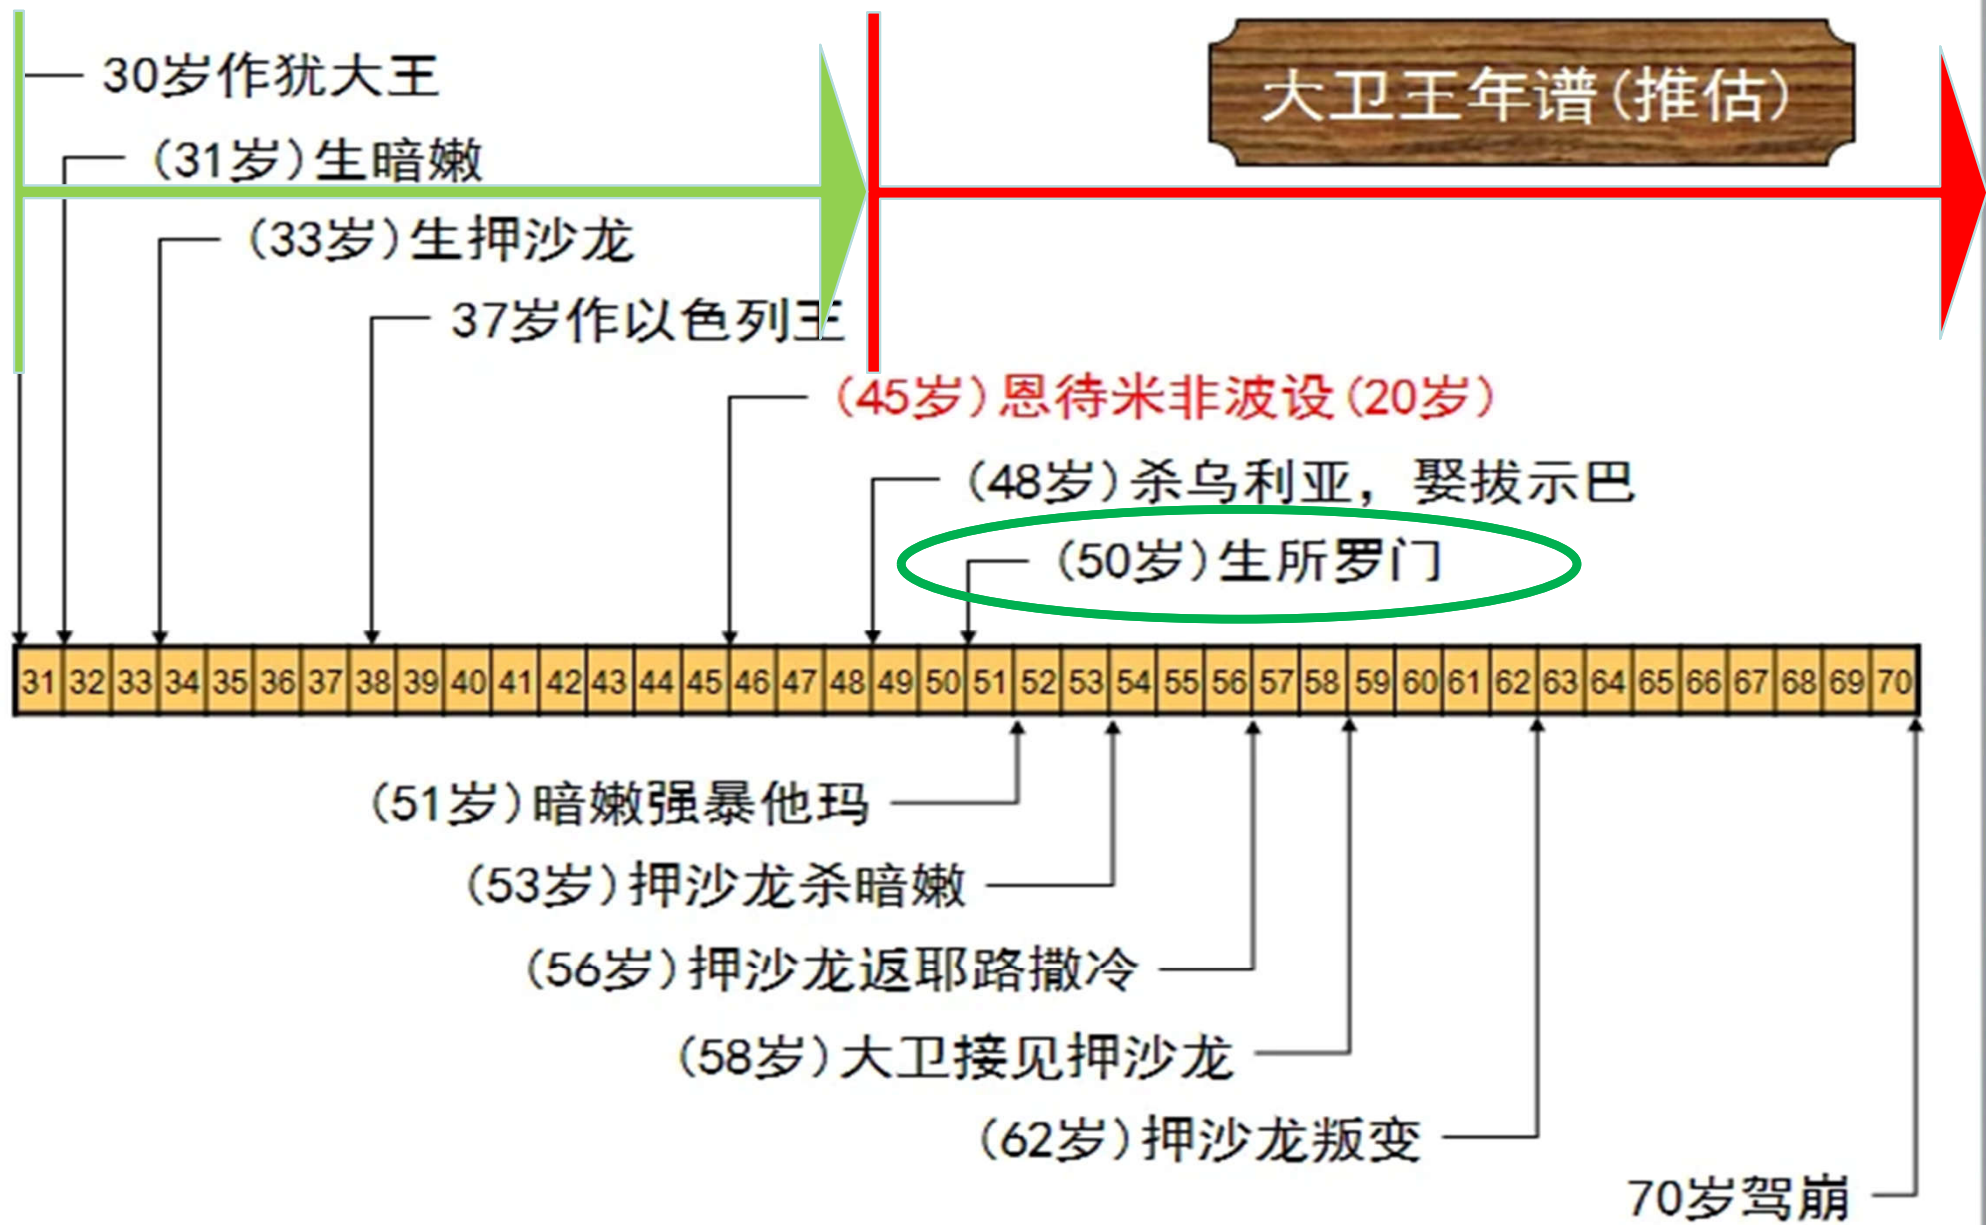 30岁作犹大王
大卫王年谱(推估)
(31岁)生暗嫩
(33岁)生押沙龙
37岁作以色列王
(45岁)恩待米非波设(20岁)
(48岁)杀乌利亚，娶拔示巴
(50岁)生所罗门
31 32 33 34 35 36 37 38 39 40 41 42 43 44 45 46 47 48 49 50 51 52 53 54 55 56 57 58 59 60 61 62 63 64 65 66 67 68 69 70
(51岁)暗嫩强暴他玛
(53岁)押沙龙杀暗嫩
(56岁)押沙龙返耶路撒冷
(58岁)大卫接见押沙龙
(62岁)押沙龙叛变
70岁驾崩